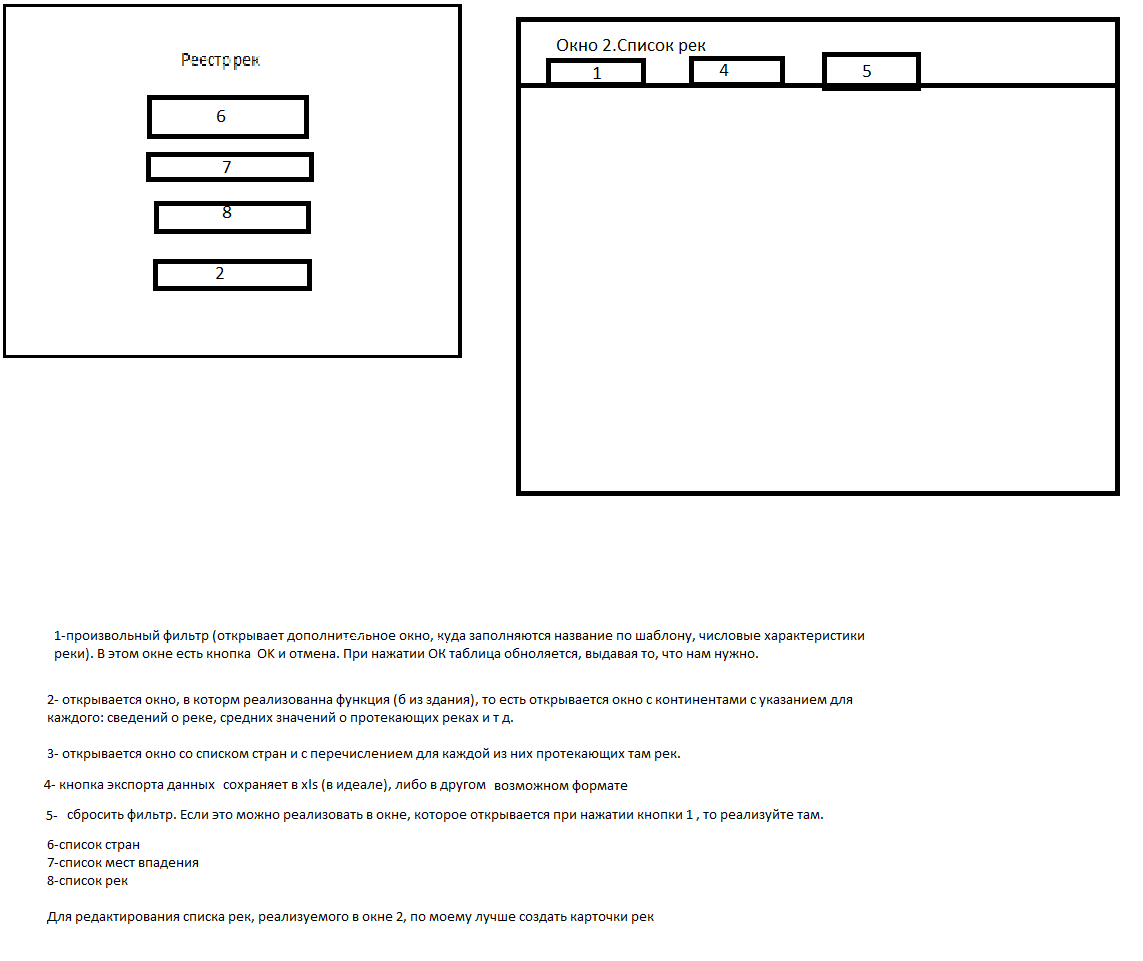 Реестр рек
6
7
8
2
Окно 2.Список рек
1
4
5
1-произвольный фильтр (открывает дополнительное окно, куда заполняются название по шаблону, числовые характеристики
реки). В этом окне есть кнопка OK и отмена. При нажатии ОК таблица обноляется, выдавая то, что нам нужно.
2- открывается окно, в которм реализованна функция (б из здания), то есть открывается окно с континентами с указанием для
каждого: сведений о реке, средних значений о протекающих реках и т д.
3- открывается окно со списком стран и с перечислением для каждой из них протекающих там рек.
4- кнопка экспорта данных сохраняет в xls (в идеале), либо в другом возможном формате
5- сбросить фильтр. Если это можно реализовать в окне, которое открывается при нажатии кнопки 1 , то реализуйте там.
6-список стран
7-список мест впадения
8-список рек
Для редактирования списка рек, реализуемого в окне 2, по моему лучше создать карточки рек